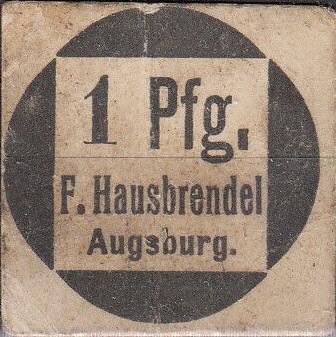 1 Pfg.
F. Hausbrendel
Augsburg.